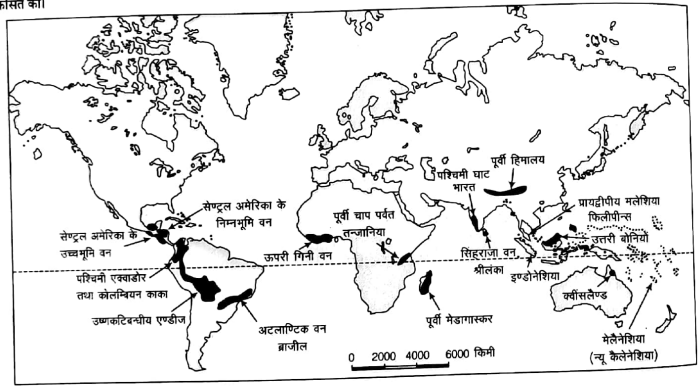 कसित की।
पूर्वी हिमालय
पश्चिमी घाट
भारत
सेण्ट्रल अमेरिका के
निम्नभूमि वन
पूर्वी चाप पर्वत
तन्जानिया
प्रायद्वीपीय मलेशिया
फिलीपीन्स
सेण्ट्रल अमेरिका के
उच्चभूमि वन
ऊपरी गिनी वन
सिंहराजा वन
श्रीलंका
उत्तरी बोर्नियो
इण्डोनेशिया
पश्चिमी एक्वाडोर
तथा कोलम्बियन काका
क्वींसलैण्ड
उष्णकटिबन्धीय एण्डीज
अटलाण्टिक वन
ब्राजील
पूर्वी मेडागास्कर
मेलैनेशिया
(न्यू कैलेनेशिया)
0 2000 4000 6000 किमी